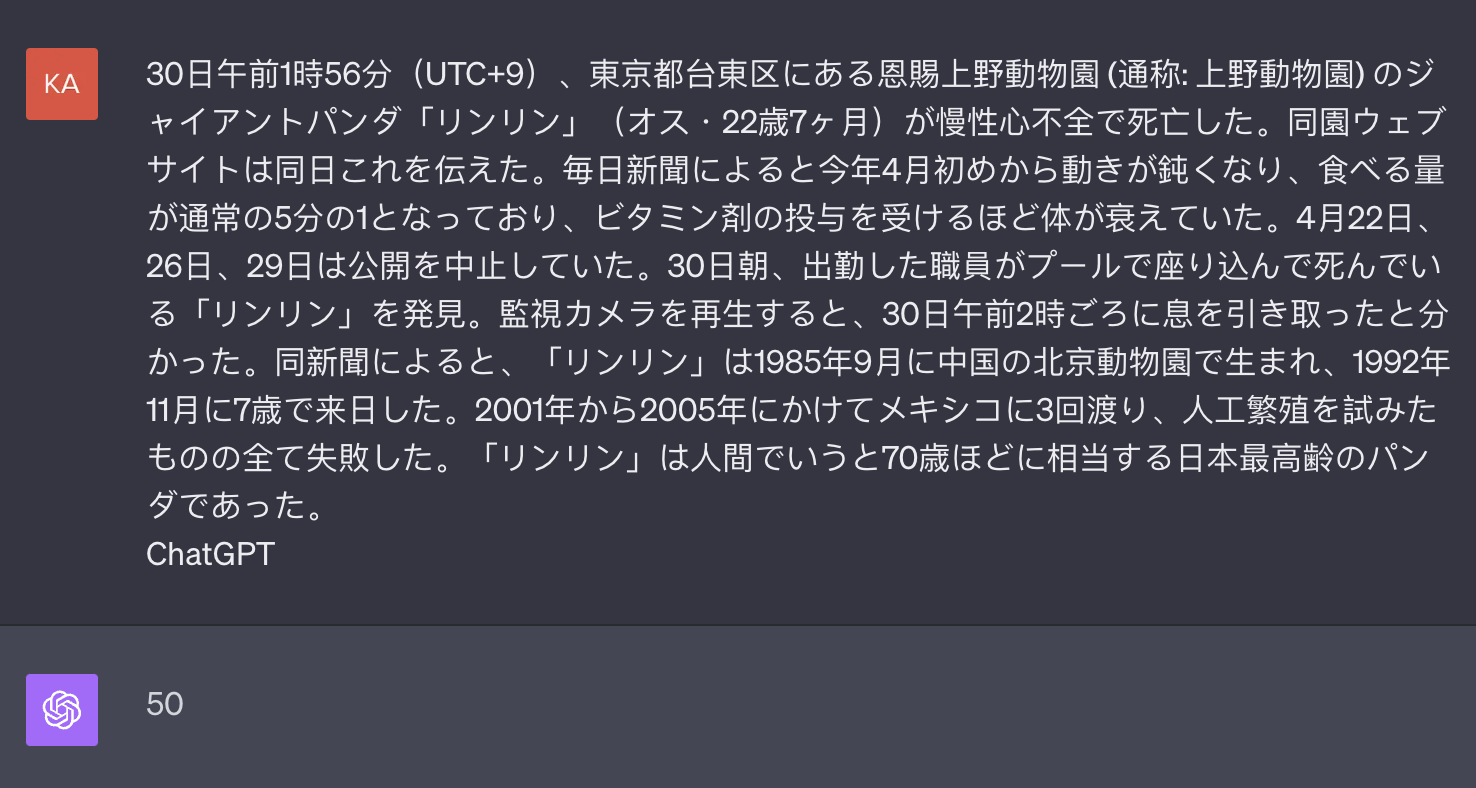 KA
30日午前1時56分（UTC+9）、東京都台東区にある恩賜上野動物園 (通称: 上野動物園) のジ
ャイアントパンダ「リンリン」（オス・22歳7ヶ月）が慢性心不全で死亡した。同園ウェブ
サイトは同日これを伝えた。毎日新聞によると今年4月初めから動きが鈍くなり、食べる量
が通常の5分の1となっており、ビタミン剤の投与を受けるほど体が衰えていた。4月22日、
26日、29日は公開を中止していた。30日朝、出勤した職員がプールで座り込んで死んでい
る「リンリン」を発見。監視カメラを再生すると、30日午前2時ごろに息を引き取ったと分
かった。同新聞によると、「リンリン」は1985年9月に中国の北京動物園で生まれ、1992年
11月に7歳で来日した。2001年から2005年にかけてメキシコに3回渡り、人工繁殖を試みた
ものの全て失敗した。「リンリン」は人間でいうと70歳ほどに相当する日本最高齢のパン
ダであった。
ChatGPT
50